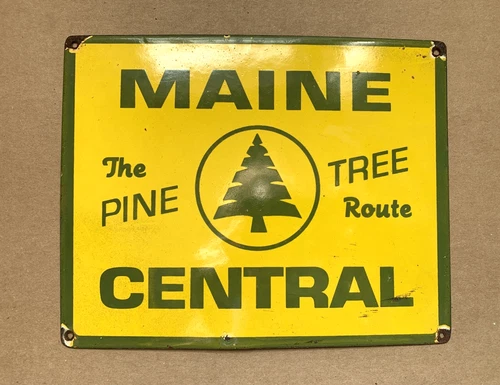 MAINE
The PINE TREE Route
CENTRAL